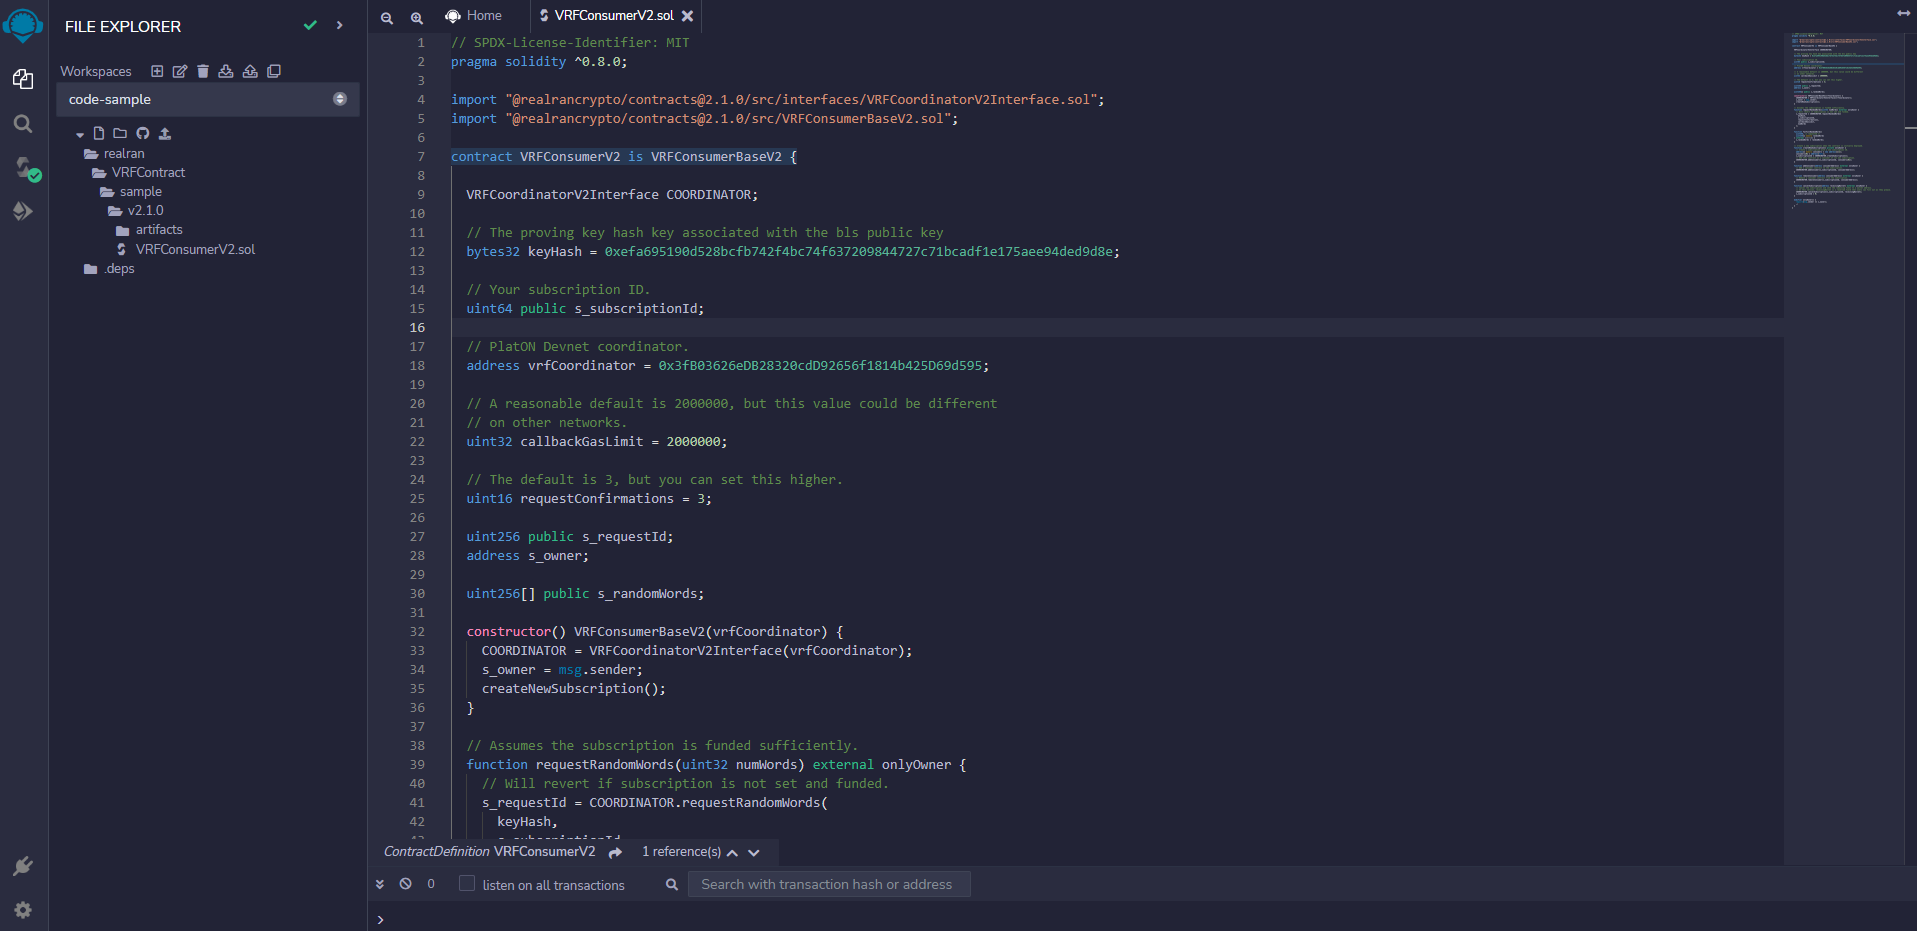 FILE EXPLORER
Workspaces
code-sample
realran
VRFContract
sample
v2.1.0
artifacts
VRFConsumerV2.sol
.deps
Home
VRFConsumerV2.sol
1 // SPDX-License-Identifier: MIT
2 pragma solidity ^0.8.0;
3
4 import "@realrancrypto/contracts@2.1.0/src/interfaces/VRFCoordinatorV2Interface.sol";
5 import "@realrancrypto/contracts@2.1.0/src/VRFConsumerBaseV2.sol";
6
7 contract VRFConsumerV2 is VRFConsumerBaseV2 {
8
9 VRFCoordinatorV2Interface COORDINATOR;
10
11 // The proving key hash key associated with the bls public key
12 bytes32 keyHash = 0xefa695190d528bcfb742f4bc74f637209844727c71bcadf1e175aee94ded9d8e;
13
14 // Your subscription ID.
15 uint64 public s_subscriptionId;
16
17 // PlatON Devnet coordinator.
18 address vrfCoordinator = 0x3fB03626eDB28320cdD92656f1814b425D69d595;
19
20 // A reasonable default is 2000000, but this value could be different
21 // on other networks.
22 uint32 callbackGasLimit = 2000000;
23
24 // The default is 3, but you can set this higher.
25 uint16 requestConfirmations = 3;
26
27 uint256 public s_requestId;
28 address s_owner;
29
30 uint256[] public s_randomWords;
31
32 constructor() VRFConsumerBaseV2(vrfCoordinator) {
33 COORDINATOR = VRFCoordinatorV2Interface(vrfCoordinator);
34 s_owner = msg.sender;
35 createNewSubscription();
36 }
37
38 // Assumes the subscription is funded sufficiently.
39 function requestRandomWords(uint32 numWords) external onlyOwner {
40 // Will revert if subscription is not set and funded.
41 s_requestId = COORDINATOR.requestRandomWords(
42 keyHash,
ContractDefinition VRFConsumerV2 1 reference(s)
0 listen on all transactions Search with transaction hash or address
>